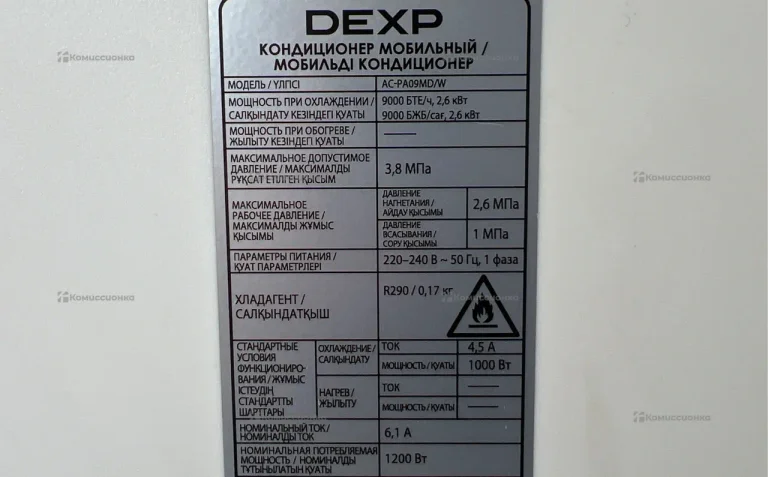 DEXP
КОНДИЦИОНЕР МОБИЛЬНЫЙ /
МОБИЛЬДІ КОНДИЦИОНЕР
МОДЕЛЬ / ҮЛГІСІ
AC-PA09MD/W
МОЩНОСТЬ ПРИ ОХЛАЖДЕНИИ /
САЛҚЫНДАТУ КЕЗІНДЕГІ ҚУАТЫ
9000 БТЕ/ч, 2,6 кВт
9000 БЖБ/сағ, 2,6 кВт
МОЩНОСТЬ ПРИ ОБОГРЕВЕ /
ЖЫЛЫТУ КЕЗІНДЕГІ ҚУАТЫ
——
МАКСИМАЛЬНОЕ ДОПУСТИМОЕ
ДАВЛЕНИЕ / МАКСИМАЛДЫ
РҰҚСАТ ЕТІЛГЕН ҚЫСЫМ
3,8 МПа
МАКСИМАЛЬНОЕ
РАБОЧЕЕ ДАВЛЕНИЕ /
МАКСИМАЛДЫ ЖҰМЫС
ҚЫСЫМЫ
ДАВЛЕНИЕ
НАГНЕТАНИЯ /
АЙДАУ ҚЫСЫМЫ
2,6 МПа
ДАВЛЕНИЕ
ВСАСЫВАНИЯ /
СОРУ ҚЫСЫМЫ
1 МПа
ПАРАМЕТРЫ ПИТАНИЯ /
ҚУАТ ПАРАМЕТРЛЕРІ
220–240 В ~ 50 Гц, 1 фаза
ХЛАДАГЕНТ /
САЛҚЫНДАТҚЫШ
R290 / 0,17 кг
СТАНДАРТНЫЕ
УСЛОВИЯ
ФУНКЦИОНИРО-
ВАНИЯ / ЖҰМЫС
ІСТЕУДІҢ
СТАНДАРТТЫ
ШАРТТАРЫ
ОХЛАЖДЕНИЕ /
САЛҚЫНДАТУ
ТОК
4,5 А
МОЩНОСТЬ / ҚУАТЫ
1000 Вт
НАГРЕВ /
ЖЫЛЫТУ
ТОК
——
МОЩНОСТЬ / ҚУАТЫ
——
НОМИНАЛЬНЫЙ ТОК /
НОМИНАЛДЫ ТОК
6,1 А
НОМИНАЛЬНАЯ ПОТРЕБЛЯЕМАЯ
МОЩНОСТЬ / НОМИНАЛДЫ
ТҰТЫНЫЛАТЫН ҚУАТЫ
1200 Вт
Комиссионка
Комиссионка
Комиссионка
Комиссионка
Комиссионка
Комиссионка
Комиссионка